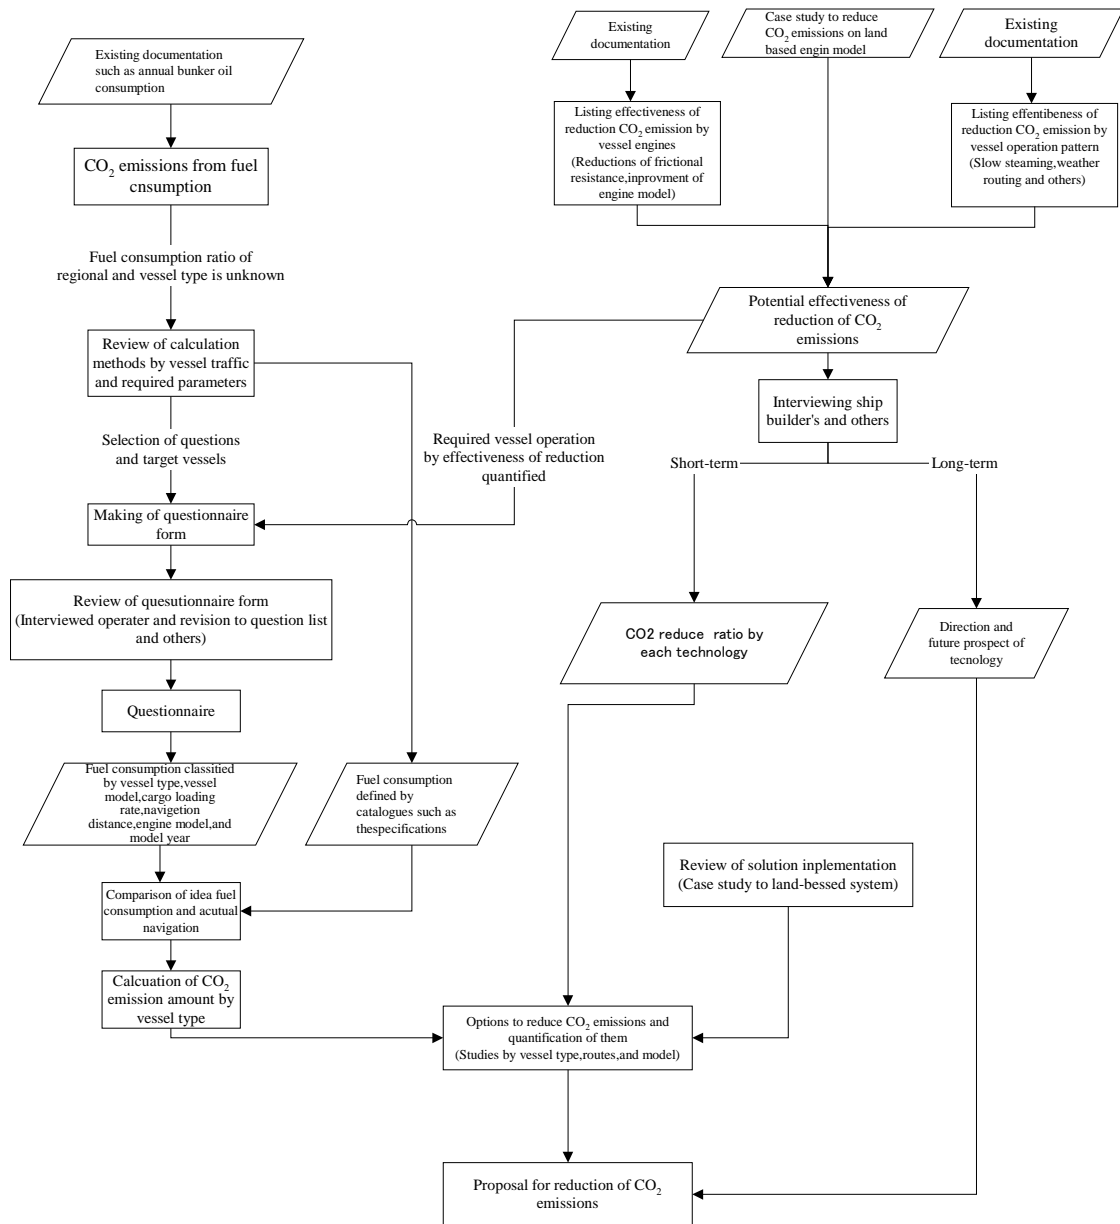 Existing documentation
such as annual bunker oil
consumption
CO2 emissions from fuel
cnsumption
Fuel consumption ratio of
regional and vessel type is unknown
Review of calculation
methods by vessel traffic
and required parameters
Selection of questions
and target vessels
Making of questionnaire
form
Review of quesutionnaire form
(Interviewed operater and revision to question list
and others)
Questionnaire
Fuel consumption classitied
by vessel type,vessel
model,cargo loading
rate,navigetion
distance,engine model,and
model year
Fuel consumption
defined by
catalogues such as
thespecifications
Comparison of idea fuel
consumption and acutual
navigation
Calcuation of CO2
emission amount by
vessel type
Existing
documentation
Case study to reduce
CO2 emissions on land
based engin model
Existing
documentation
Listing effectiveness of
reduction CO2 emission by
vessel engines
(Reductions of frictional
resistance,inprovment of
engine model)
Listing effentibeness of
reduction CO2 emission by
vessel operation pattern
(Slow steaming,weather
routing and others)
Potential effectiveness of
reduction of CO2
emissions
Interviewing ship
builder's and others
Required vessel operation
by effectiveness of reduction
quantified
Short-term
Long-term
CO2 reduce ratio by
each technology
Direction and
future prospect of
tecnology
Review of solution inplementation
(Case study to land-bessed system)
Options to reduce CO2 emissions and
quantification of them
(Studies by vessel type,routes,and model)
Proposal for reduction of CO2
emissions